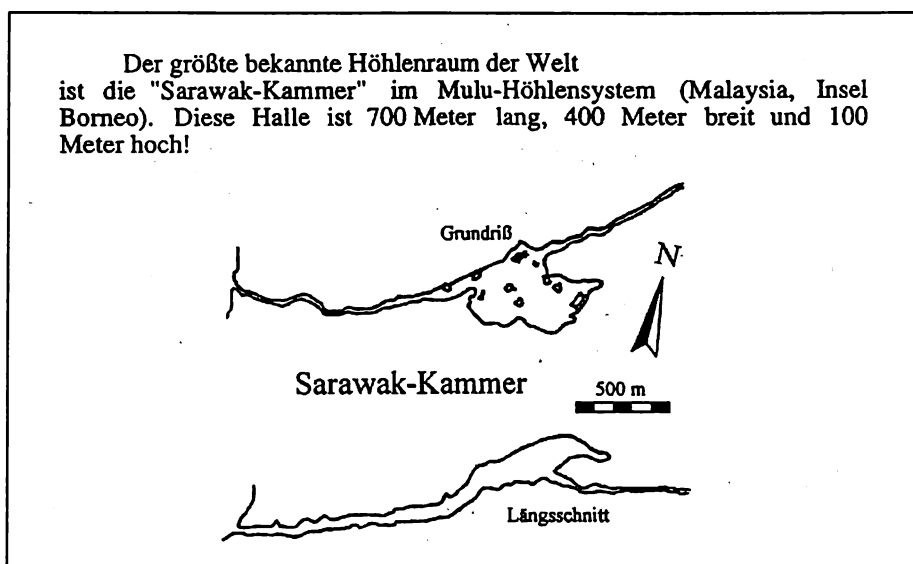 Der größte bekannte Höhlenraum der Welt
ist die "Sarawak-Kammer" im Mulu-Höhlensystem (Malaysia, Insel
Borneo). Diese Halle ist 700 Meter lang, 400 Meter breit und 100
Meter hoch!
Grundriß
N
Sarawak-Kammer
500 m
Längsschnitt